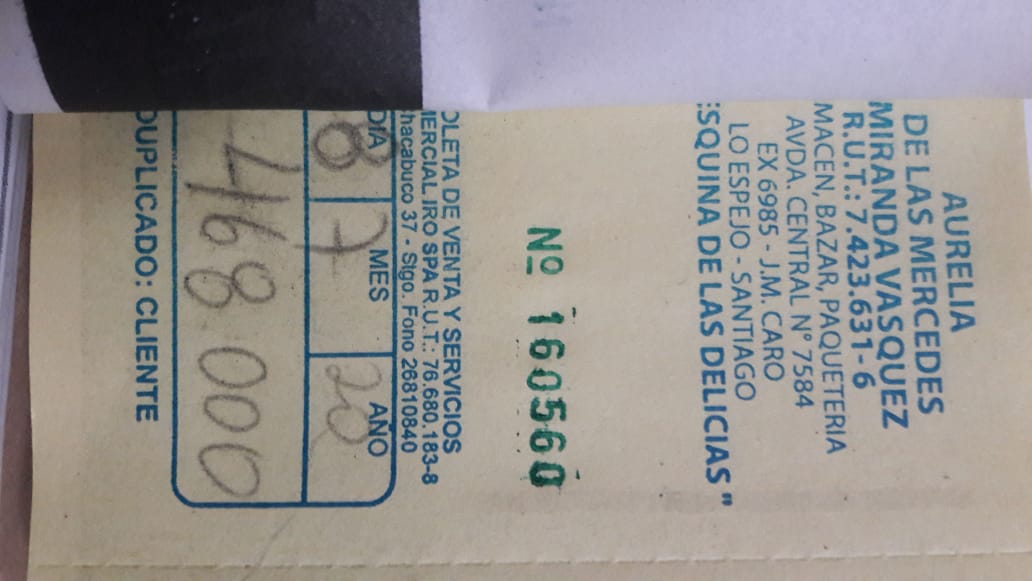 AURELIA
DE LAS MERCEDES
MIRANDA VASQUEZ
R.U.T.: 7.423.631-6
MACEN, BAZAR, PAQUETERIA
AVDA. CENTRAL N° 7584
EX 6985 - J.M. CARO
LO ESPEJO - SANTIAGO
ESQUINA DE LAS DELICIAS"
Nº 160560
OLETA DE VENTA Y SERVICIOS
MERCIAL IRO SPA R.U.T.: 76.680.183-8
hacabuco 37 - Stgo. Fono 26810840
DIA MES AÑO
8 7 20
468 000
DUPLICADO: CLIENTE